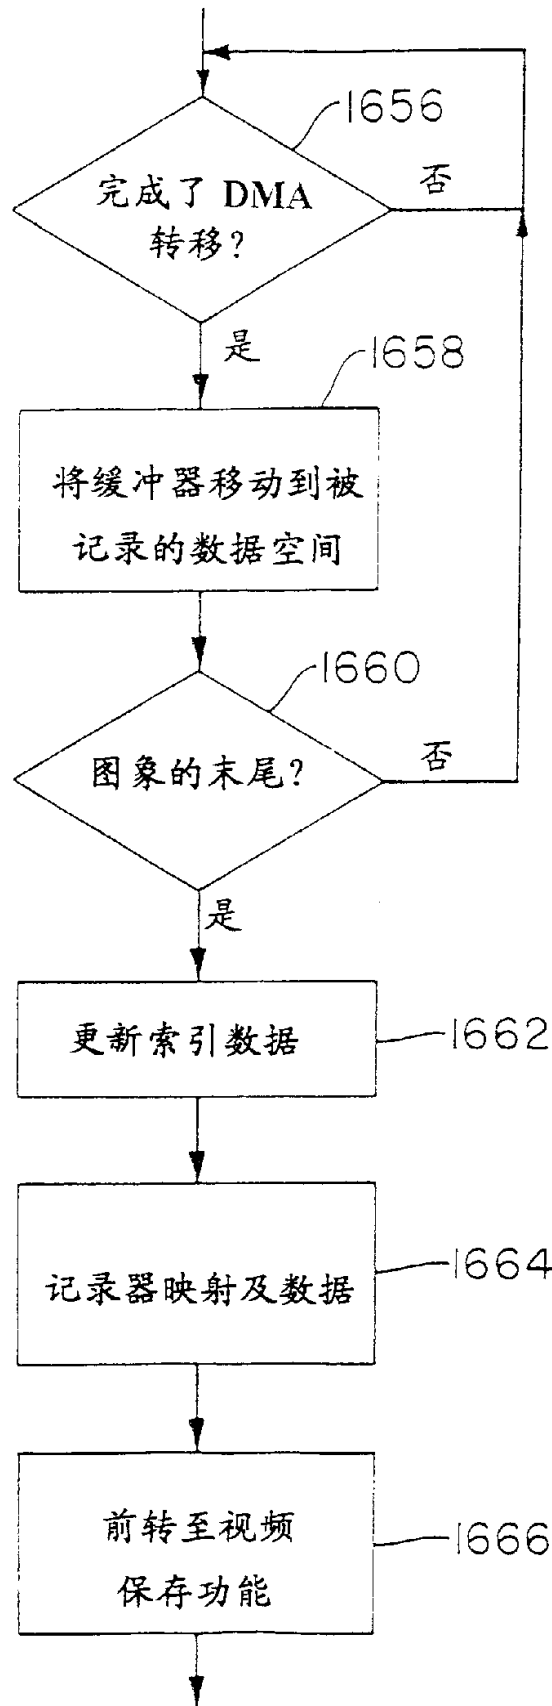 1656
完成了 DMA
转移?
否
是
1658
将缓冲器移动到被
记录的数据空间
1660
图象的末尾?
否
是
更新索引数据
1662
记录器映射及数据
1664
前转至视频
保存功能
1666